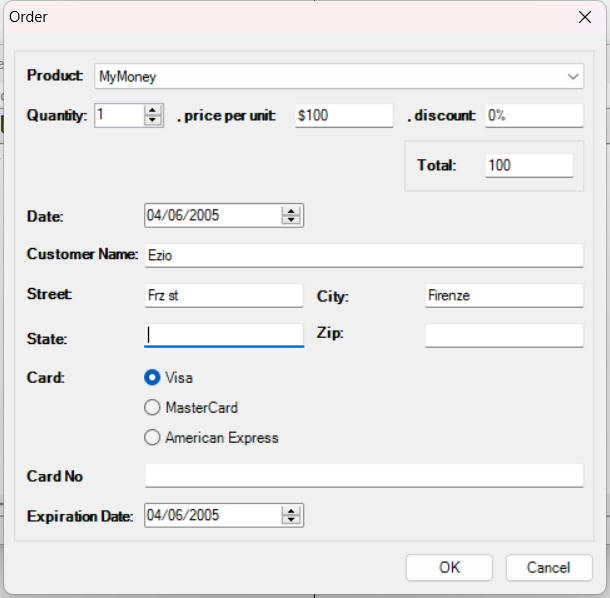 Order
Product: MyMoney
Quantity: 1 , price per unit: $100 , discount: 0%
Total: 100
Date: 04/06/2005
Customer Name: Ezio
Street: Frz st City: Firenze
State: Zip:
Card: Visa
MasterCard
American Express
Card No
Expiration Date: 04/06/2005
OK Cancel